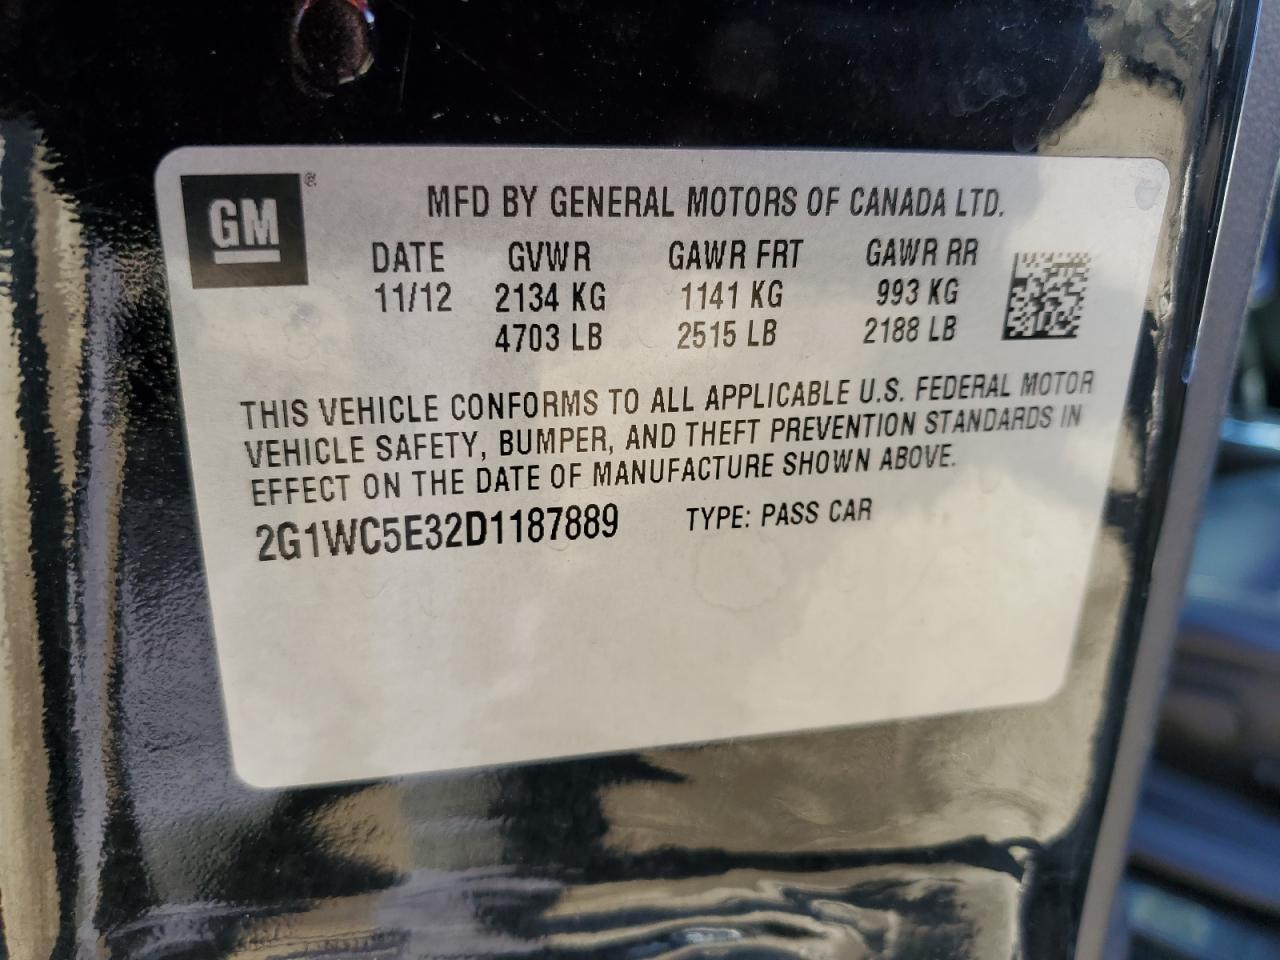 GM ®
MFD BY GENERAL MOTORS OF CANADA LTD.
DATE GVWR GAWR FRT GAWR RR
11/12 2134 KG 1141 KG 993 KG
4703 LB 2515 LB 2188 LB
THIS VEHICLE CONFORMS TO ALL APPLICABLE U.S. FEDERAL MOTOR
VEHICLE SAFETY, BUMPER, AND THEFT PREVENTION STANDARDS IN
EFFECT ON THE DATE OF MANUFACTURE SHOWN ABOVE.
2G1WC5E32D1187889 TYPE: PASS CAR